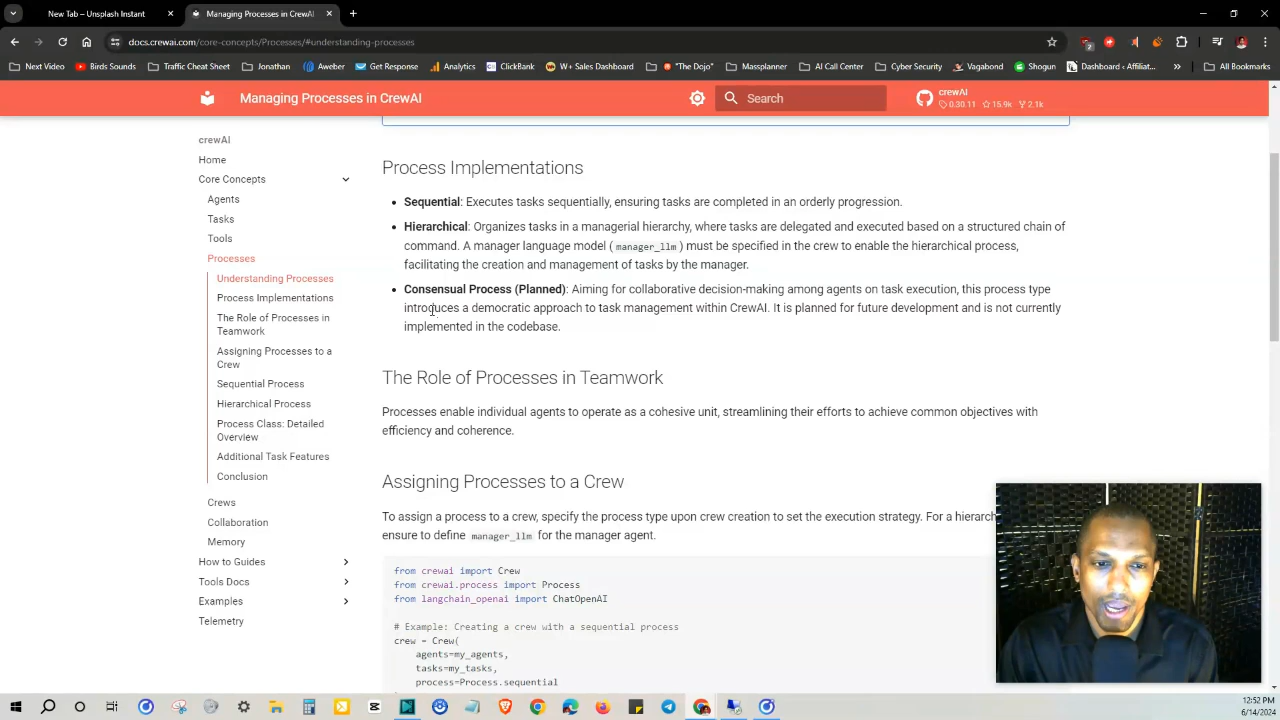 New Tab – Unsplash Instant
Managing Processes in CrewAI
docs.crewai.com/core-concepts/Processes/#understanding-processes
Next Video
Birds Sounds
Traffic Cheat Sheet
Jonathan
Aweber
Get Response
Analytics
ClickBank
W+ Sales Dashboard
"The Dojo"
Massplanner
AI Call Center
Cyber Security
Vagabond
Shogun
Dashboard ‹ Affiliat...
All Bookmarks
Managing Processes in CrewAI
Search
crewAI
0.30.11 15.9k 2.1k
crewAI
Home
Core Concepts
Agents
Tasks
Tools
Processes
Understanding Processes
Process Implementations
The Role of Processes in
Teamwork
Assigning Processes to a
Crew
Sequential Process
Hierarchical Process
Process Class: Detailed
Overview
Additional Task Features
Conclusion
Crews
Collaboration
Memory
How to Guides
Tools Docs
Examples
Telemetry
Process Implementations
Sequential: Executes tasks sequentially, ensuring tasks are completed in an orderly progression.
Hierarchical: Organizes tasks in a managerial hierarchy, where tasks are delegated and executed based on a structured chain of
command. A manager language model ( manager_llm ) must be specified in the crew to enable the hierarchical process,
facilitating the creation and management of tasks by the manager.
Consensual Process (Planned): Aiming for collaborative decision-making among agents on task execution, this process type
introduces a democratic approach to task management within CrewAI. It is planned for future development and is not currently
implemented in the codebase.
The Role of Processes in Teamwork
Processes enable individual agents to operate as a cohesive unit, streamlining their efforts to achieve common objectives with
efficiency and coherence.
Assigning Processes to a Crew
To assign a process to a crew, specify the process type upon crew creation to set the execution strategy. For a hierarch
ensure to define manager_llm for the manager agent.
from crewai import Crew
from crewai.process import Process
from langchain_openai import ChatOpenAI
# Example: Creating a crew with a sequential process
crew = Crew(
agents=my_agents,
tasks=my_tasks,
process=Process.sequential
12:52 PM
6/14/2024